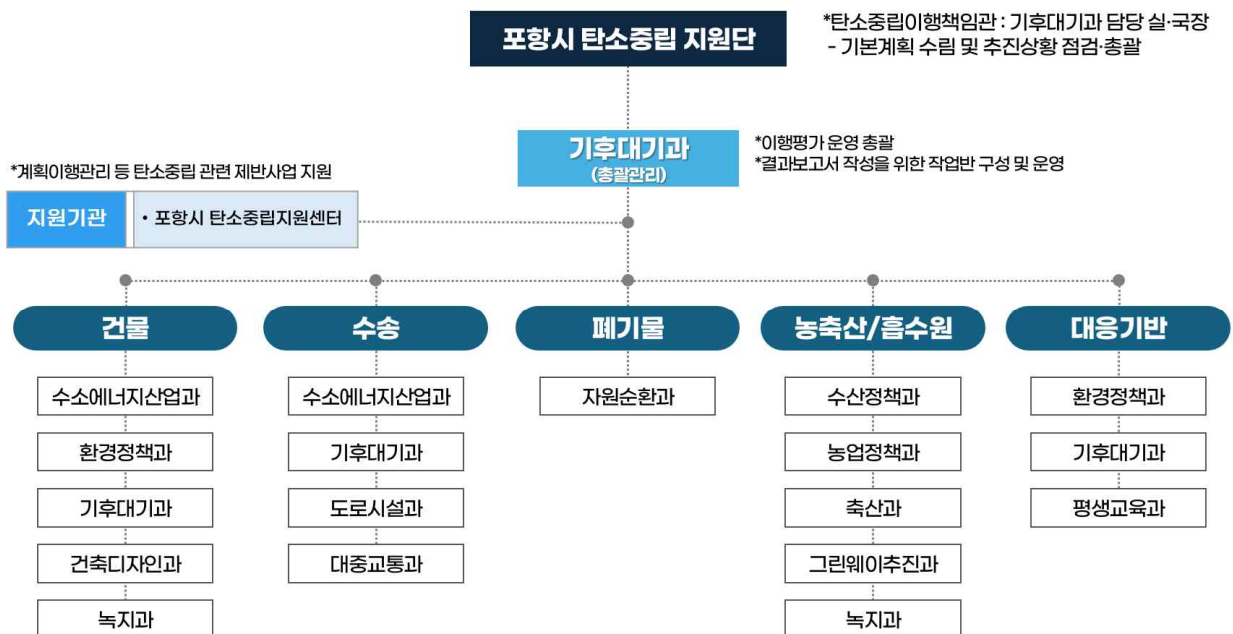 포항시 탄소중립 지원단
*탄소중립이행책임관 : 기후대기과 담당 실·국장
- 기본계획 수립 및 추진상황 점검·총괄
기후대기과
(총괄관리)
*이행평가 운영 총괄
*결과보고서 작성을 위한 작업반 구성 및 운영
*계획이행관리 등 탄소중립 관련 제반사업 지원
지원기관
• 포항시 탄소중립지원센터
건물
수소에너지산업과
환경정책과
기후대기과
건축디자인과
녹지과
수송
수소에너지산업과
기후대기과
도로시설과
대중교통과
폐기물
자원순환과
농축산/흡수원
수산정책과
농업정책과
축산과
그린웨이추진과
녹지과
대응기반
환경정책과
기후대기과
평생교육과